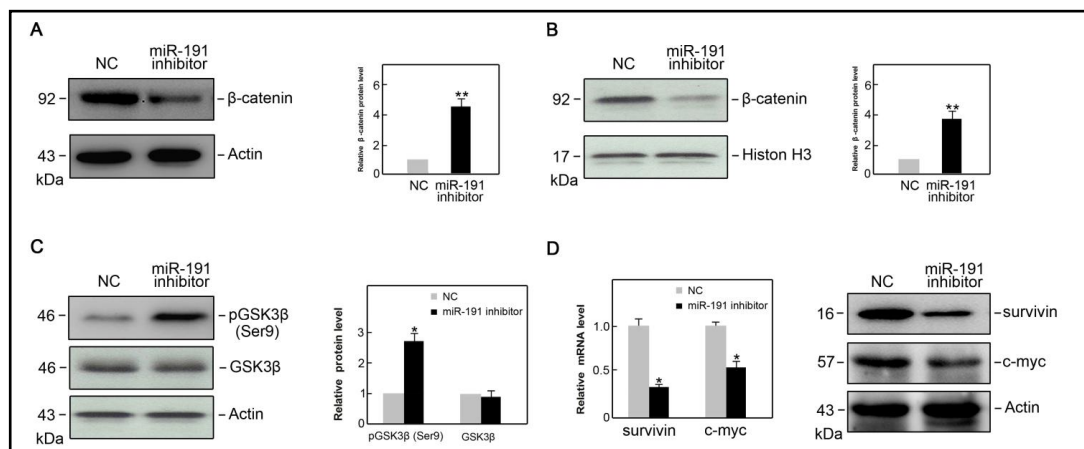 A
NC
miR-191
inhibitor
92
β-catenin
43
Actin
kDa
Relative β -catenin protein level
8
6
4
2
0
**
NC
miR-191
inhibitor
B
NC
miR-191
inhibitor
92
β-catenin
17
Histon H3
kDa
Relative β -catenin protein level
8
6
4
2
0
**
NC
miR-191
inhibitor
C
NC
miR-191
inhibitor
46
pGSK3β
(Ser9)
46
GSK3β
43
Actin
kDa
Relative protein level
NC
miR-191 inhibitor
3
2
1
0
*
pGSK3β (Ser9)
GSK3β
D
Relative mRNA level
NC
miR-191 inhibitor
1.0
0.5
0
*
*
survivin
c-myc
NC
miR-191
inhibitor
16
survivin
57
c-myc
43
Actin
kDa